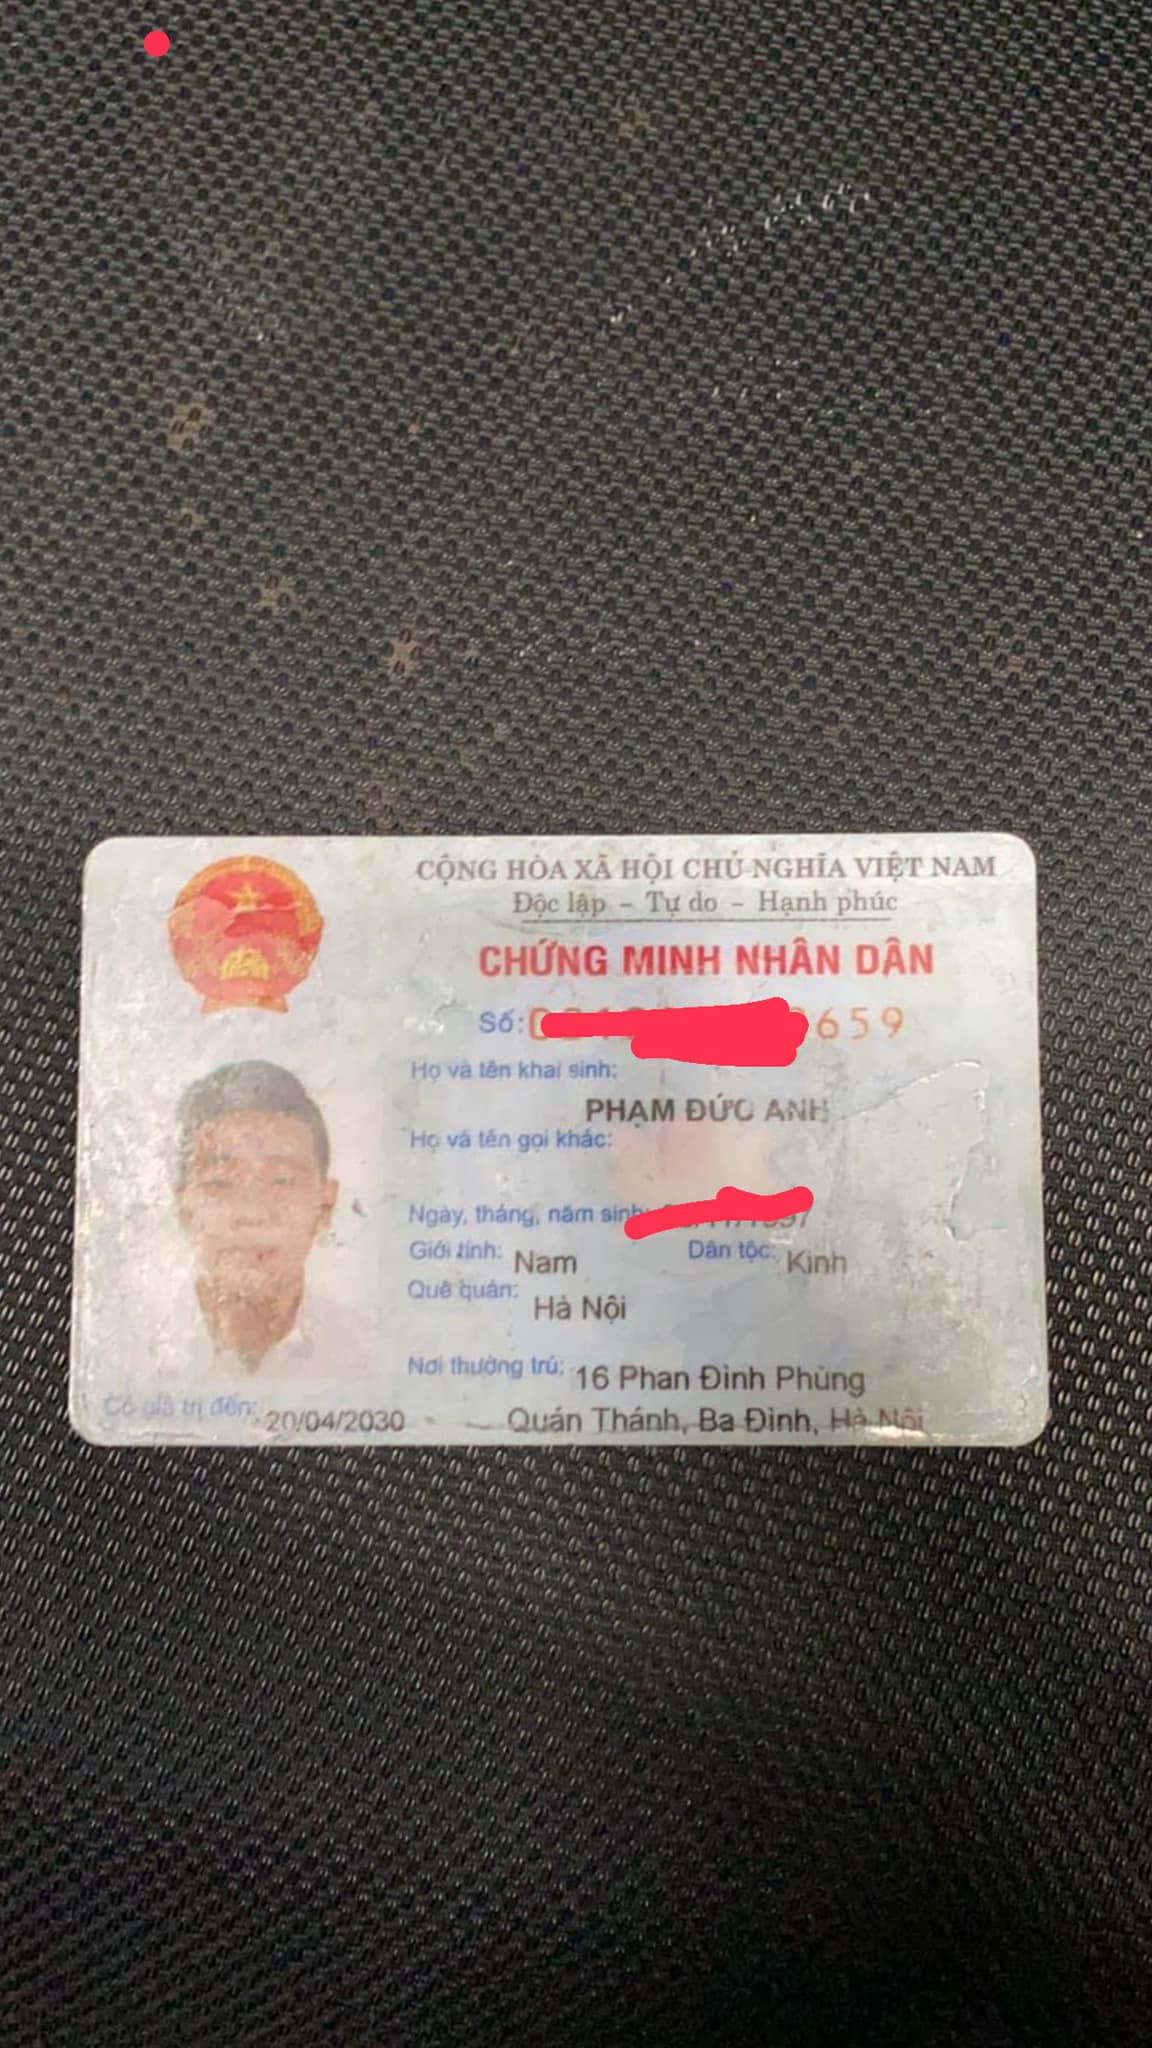 CỘNG HÒA XÃ HỘI CHỦ NGHĨA VIỆT NAM
Độc lập – Tự do – Hạnh phúc
CHỨNG MINH NHÂN DÂN
Số: 659
Họ và tên khai sinh:
PHẠM ĐỨC ANH
Họ và tên gọi khác:
Ngày, tháng, năm sinh:
Giới tính: Nam Dân tộc: Kinh
Quê quán: Hà Nội
Nơi thường trú: 16 Phan Đình Phùng
Quán Thánh, Ba Đình, Hà Nội
Có giá trị đến: 20/04/2030